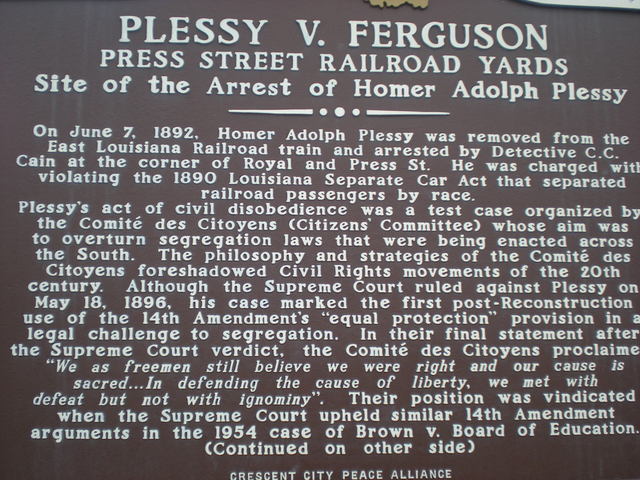 PLESSY V. FERGUSON
PRESS STREET RAILROAD YARDS
Site of the Arrest of Homer Adolph Plessy
On June 7, 1892, Homer Adolph Plessy was removed from the
East Louisiana Railroad train and arrested by Detective C.C.
Cain at the corner of Royal and Press St. He was charged with
violating the 1890 Louisiana Separate Car Act that separated
railroad passengers by race.
Plessy's act of civil disobedience was a test case organized by
the Comité des Citoyens (Citizens' Committee) whose aim was
to overturn segregation laws that were being enacted across
the South. The philosophy and strategies of the Comité des
Citoyens foreshadowed Civil Rights movements of the 20th
century. Although the Supreme Court ruled against Plessy on
May 18, 1896, his case marked the first post-Reconstruction
use of the 14th Amendment's "equal protection" provision in a
legal challenge to segregation. In their final statement after
the Supreme Court verdict, the Comité des Citoyens proclaime
"We as freemen still believe we were right and our cause is
sacred...In defending the cause of liberty, we met with
defeat but not with ignominy". Their position was vindicated
when the Supreme Court upheld similar 14th Amendment
arguments in the 1954 case of Brown v. Board of Education.
(Continued on other side)
CRESCENT CITY PEACE ALLIANCE